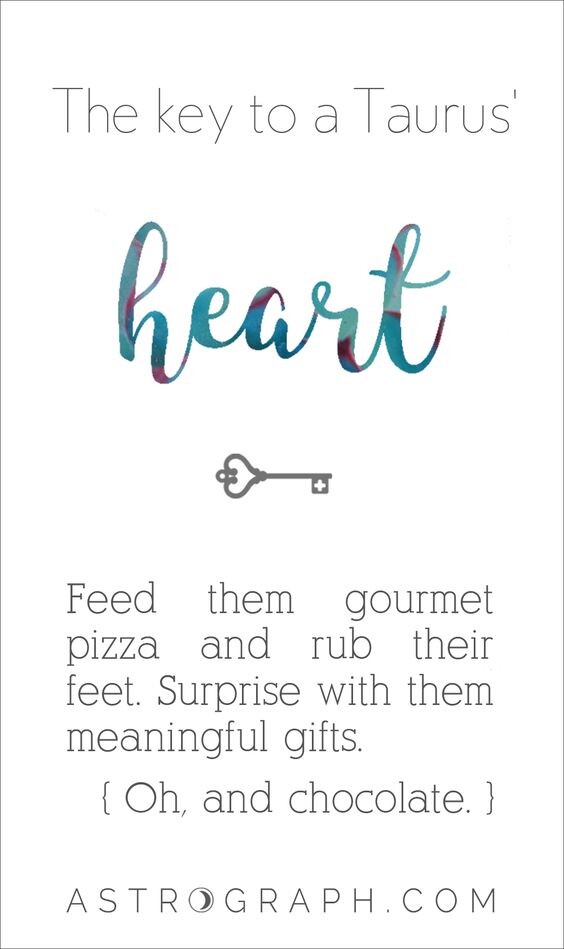 The key to a Taurus'
heart
Feed them gourmet
pizza and rub their
feet. Surprise with them
meaningful gifts.
{ Oh, and chocolate. }
ASTROGRAPH.COM